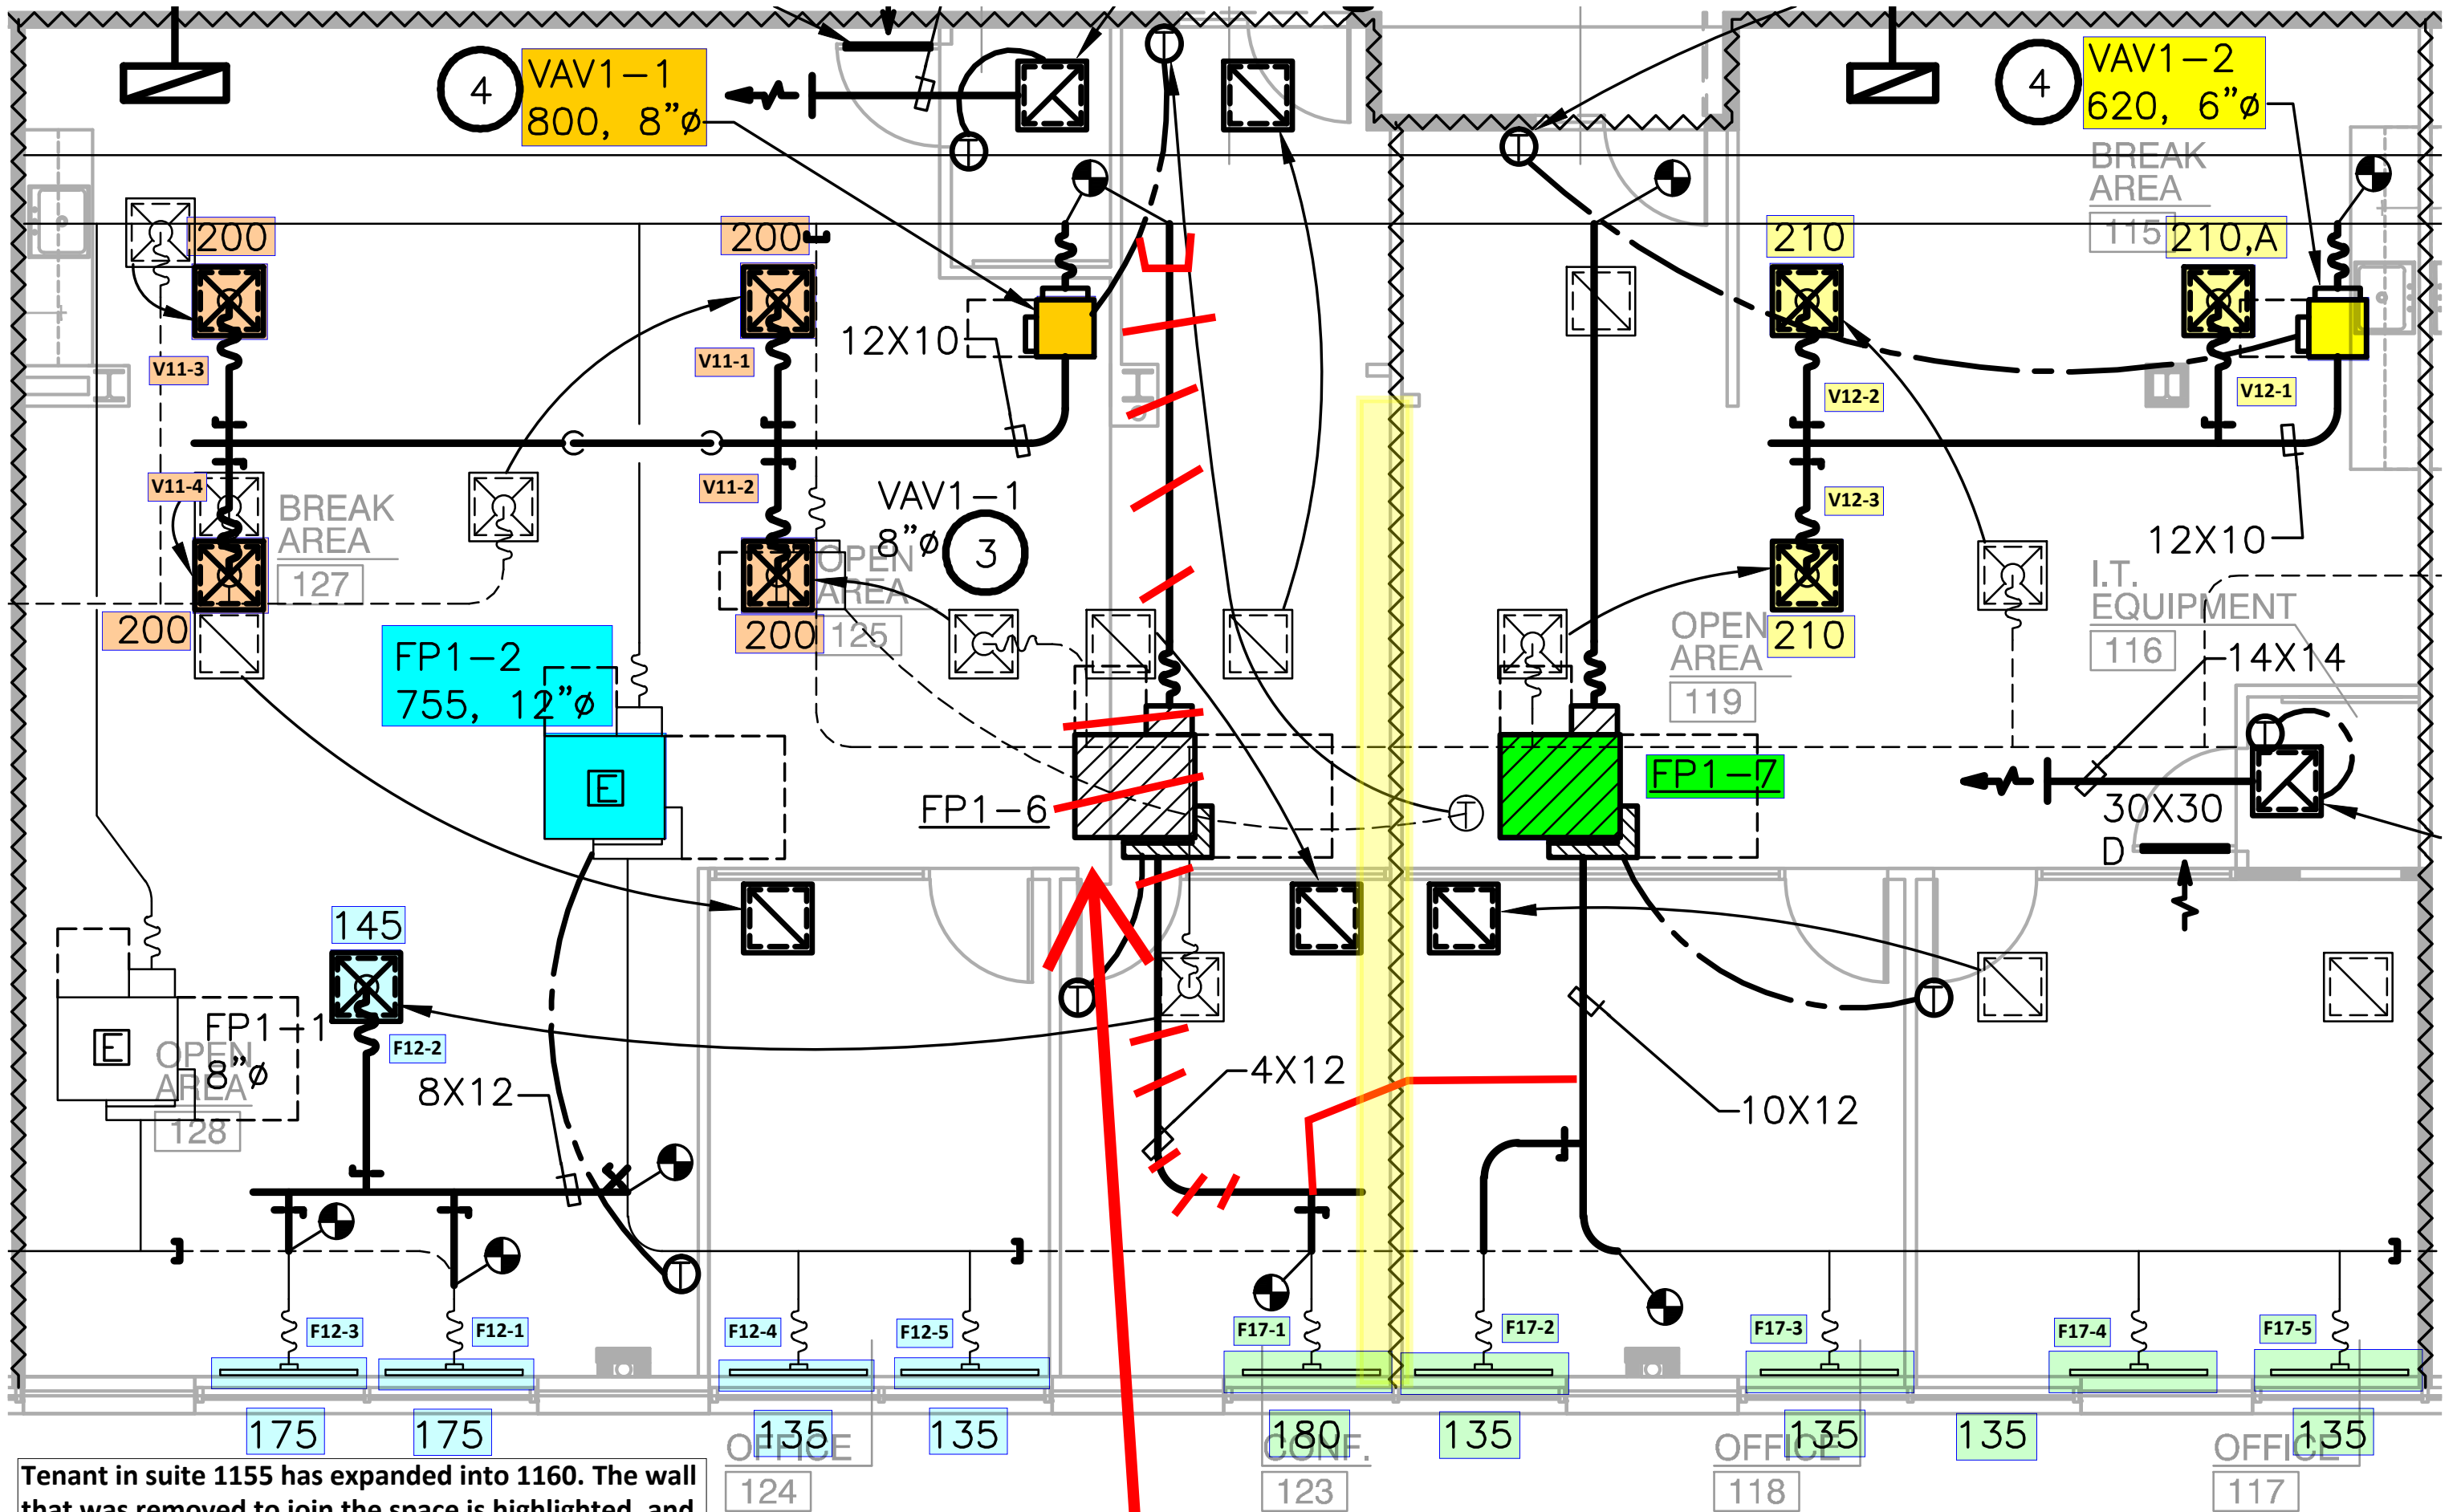 4
VAV1-1
800, 8"ø
4
VAV1-2
620, 6"ø
T
T
T
BREAK
AREA
115
200
200
210
210,A
12X10
V11-3
V11-1
V12-2
V12-1
V11-4
V11-2
V12-3
BREAK
AREA
127
VAV1-1
8"ø
3
OPEN
AREA
125
12X10
I.T.
EQUIPMENT
116
200
200
210
OPEN
AREA
119
14X14
FP1-2
755, 12"ø
E
FP1-6
T
FP1-7
T
30X30
D
145
FP1-1
8"ø
E
OPEN
AREA
128
F12-2
8X12
T
4X12
10X12
T
T
F12-3
F12-1
F12-4
F12-5
F17-1
F17-2
F17-3
F17-4
F17-5
175
175
135
135
180
135
135
135
135
OFFICE
124
CONF.
123
OFFICE
118
OFFICE
117
Tenant in suite 1155 has expanded into 1160. The wall
that was removed to join the space is highlighted, and